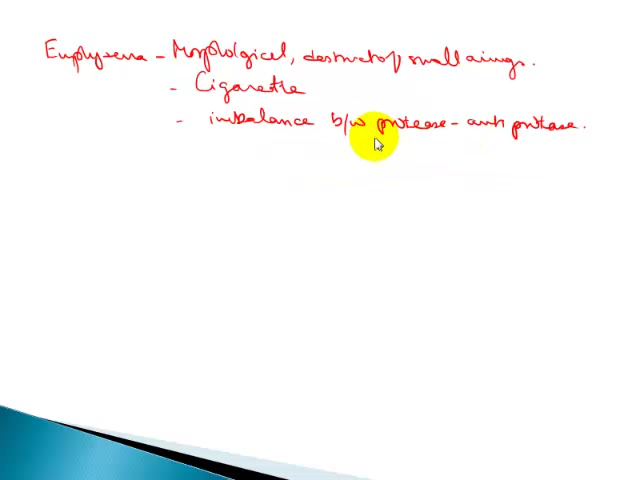 Emphysema - Morphological, destruct of small airways.
- Cigarette
- imbalance b/w protease - anti protease.